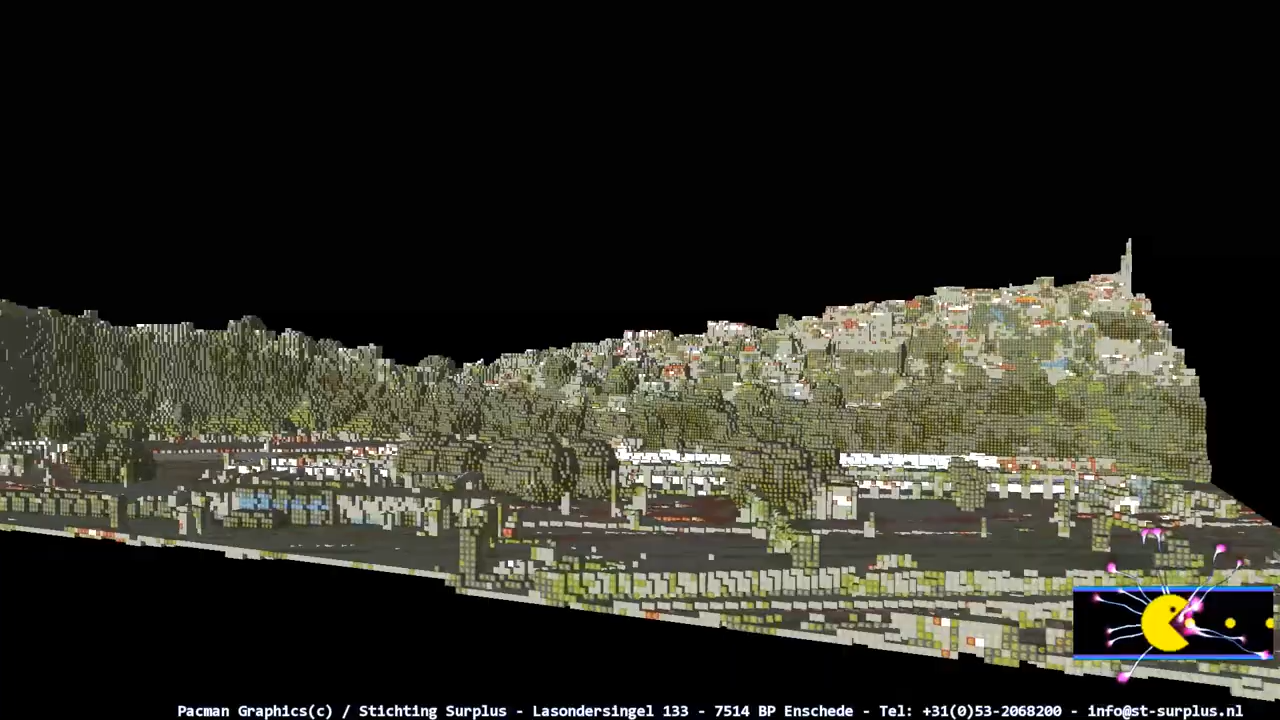 Pacman Graphics(c) / Stichting Surplus - Lasondersingel 133 - 7514 BP Enschede - Tel: +31(0)53-2068200 - info@st-surplus.nl